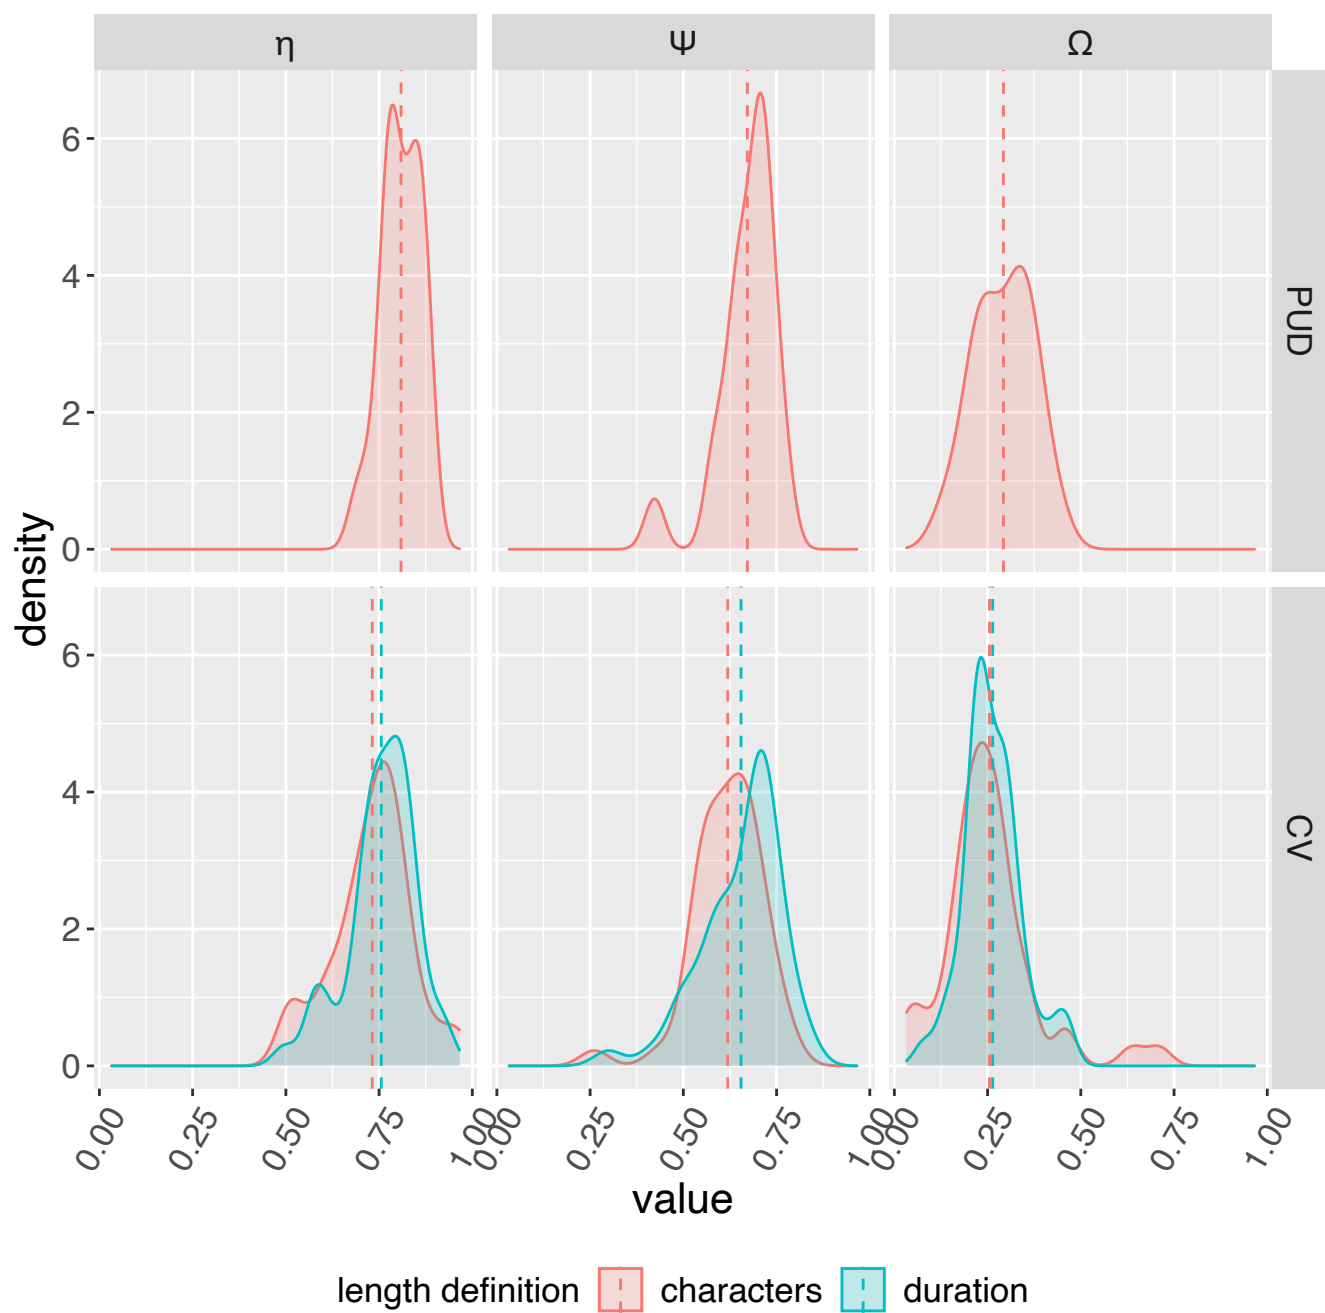 η Ψ Ω
6
4
2
0
PUD
6
4
2
0
CV
density
0.00 0.25 0.50 0.75 1.00 0.00 0.25 0.50 0.75 1.00 0.00 0.25 0.50 0.75 1.00
value
length definition characters duration